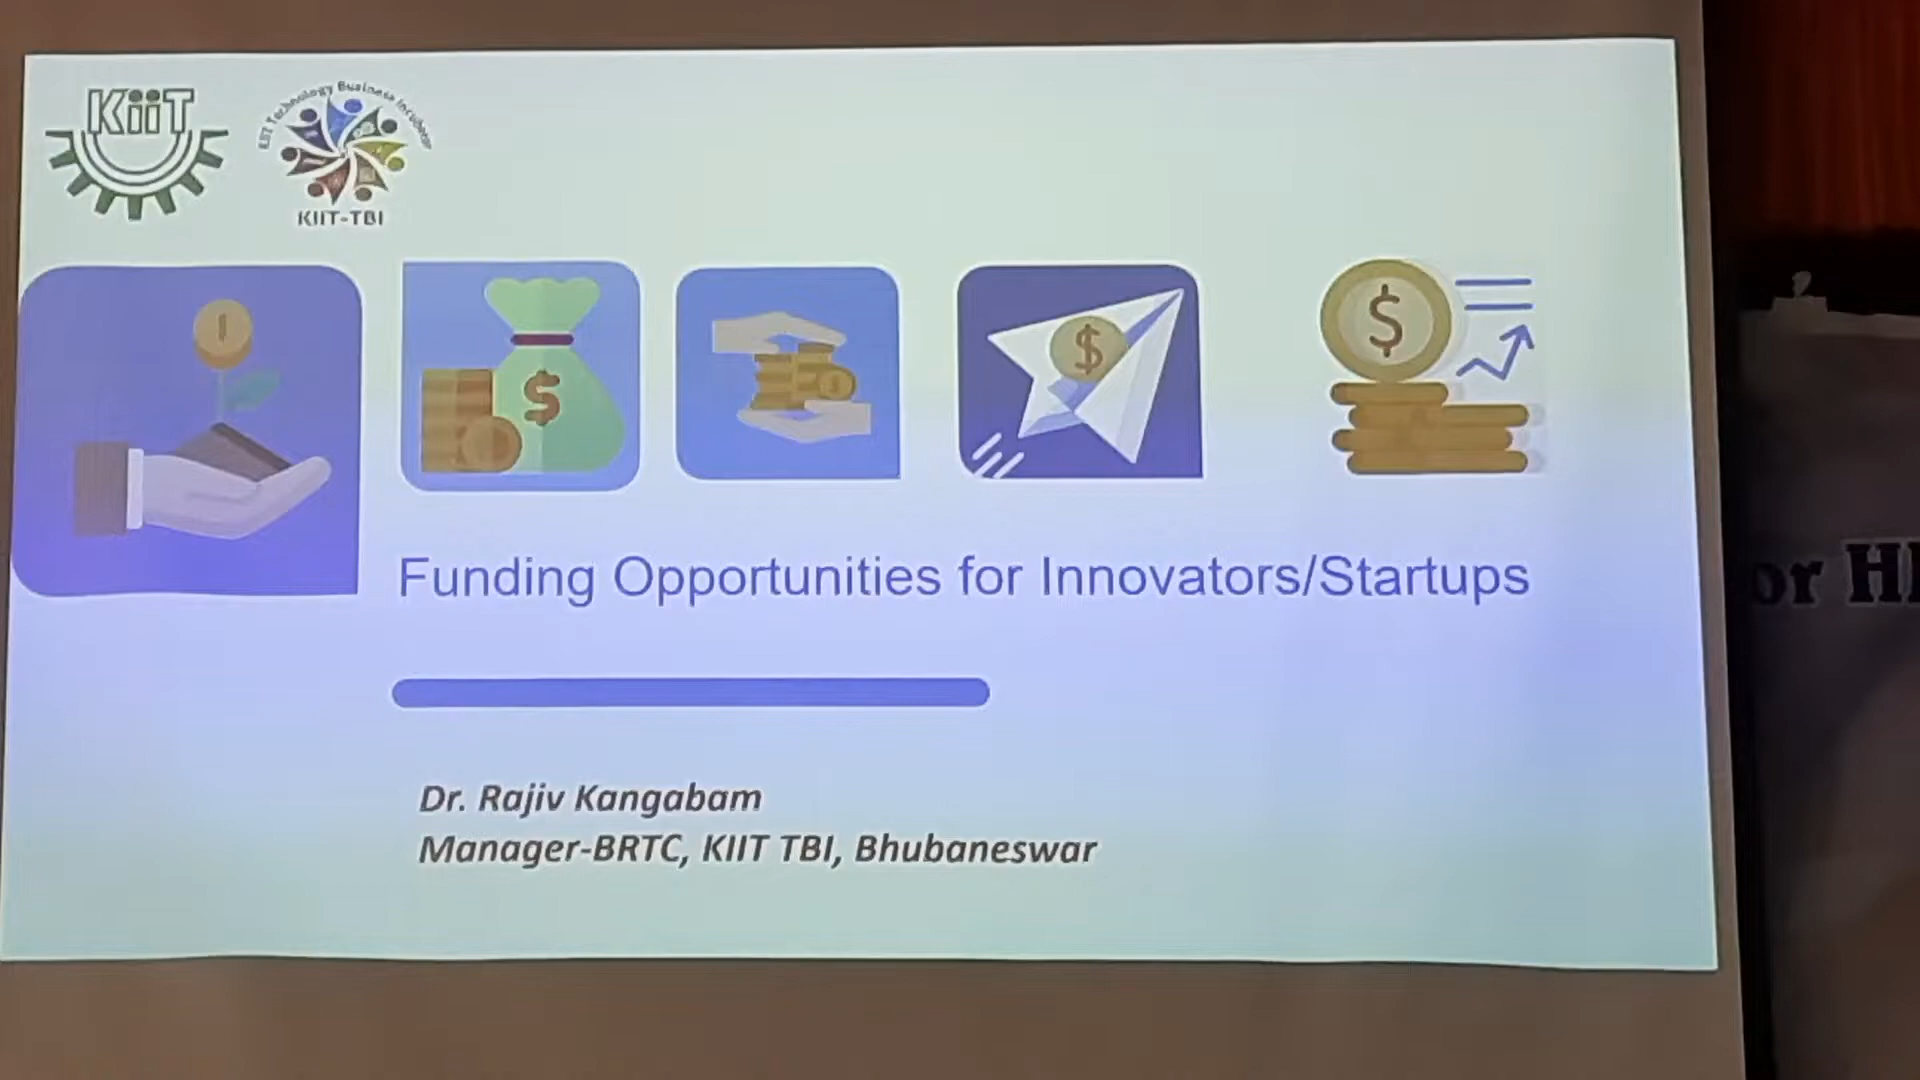 KiiT
KIIT Technology Business Incubator
KIIT-TBI
$
$
$
$
Funding Opportunities for Innovators/Startups
Dr. Rajiv Kangabam
Manager-BRTC, KIIT TBI, Bhubaneswar
or